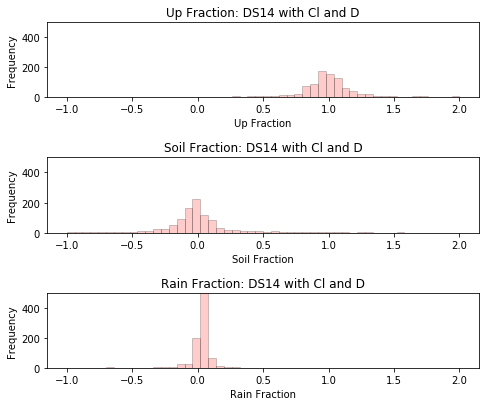 Up Fraction: DS14 with Cl and D
Frequency
400
200
0
−1.0 −0.5 0.0 0.5 1.0 1.5 2.0
Up Fraction
Soil Fraction: DS14 with Cl and D
Frequency
400
200
0
−1.0 −0.5 0.0 0.5 1.0 1.5 2.0
Soil Fraction
Rain Fraction: DS14 with Cl and D
Frequency
400
200
0
−1.0 −0.5 0.0 0.5 1.0 1.5 2.0
Rain Fraction